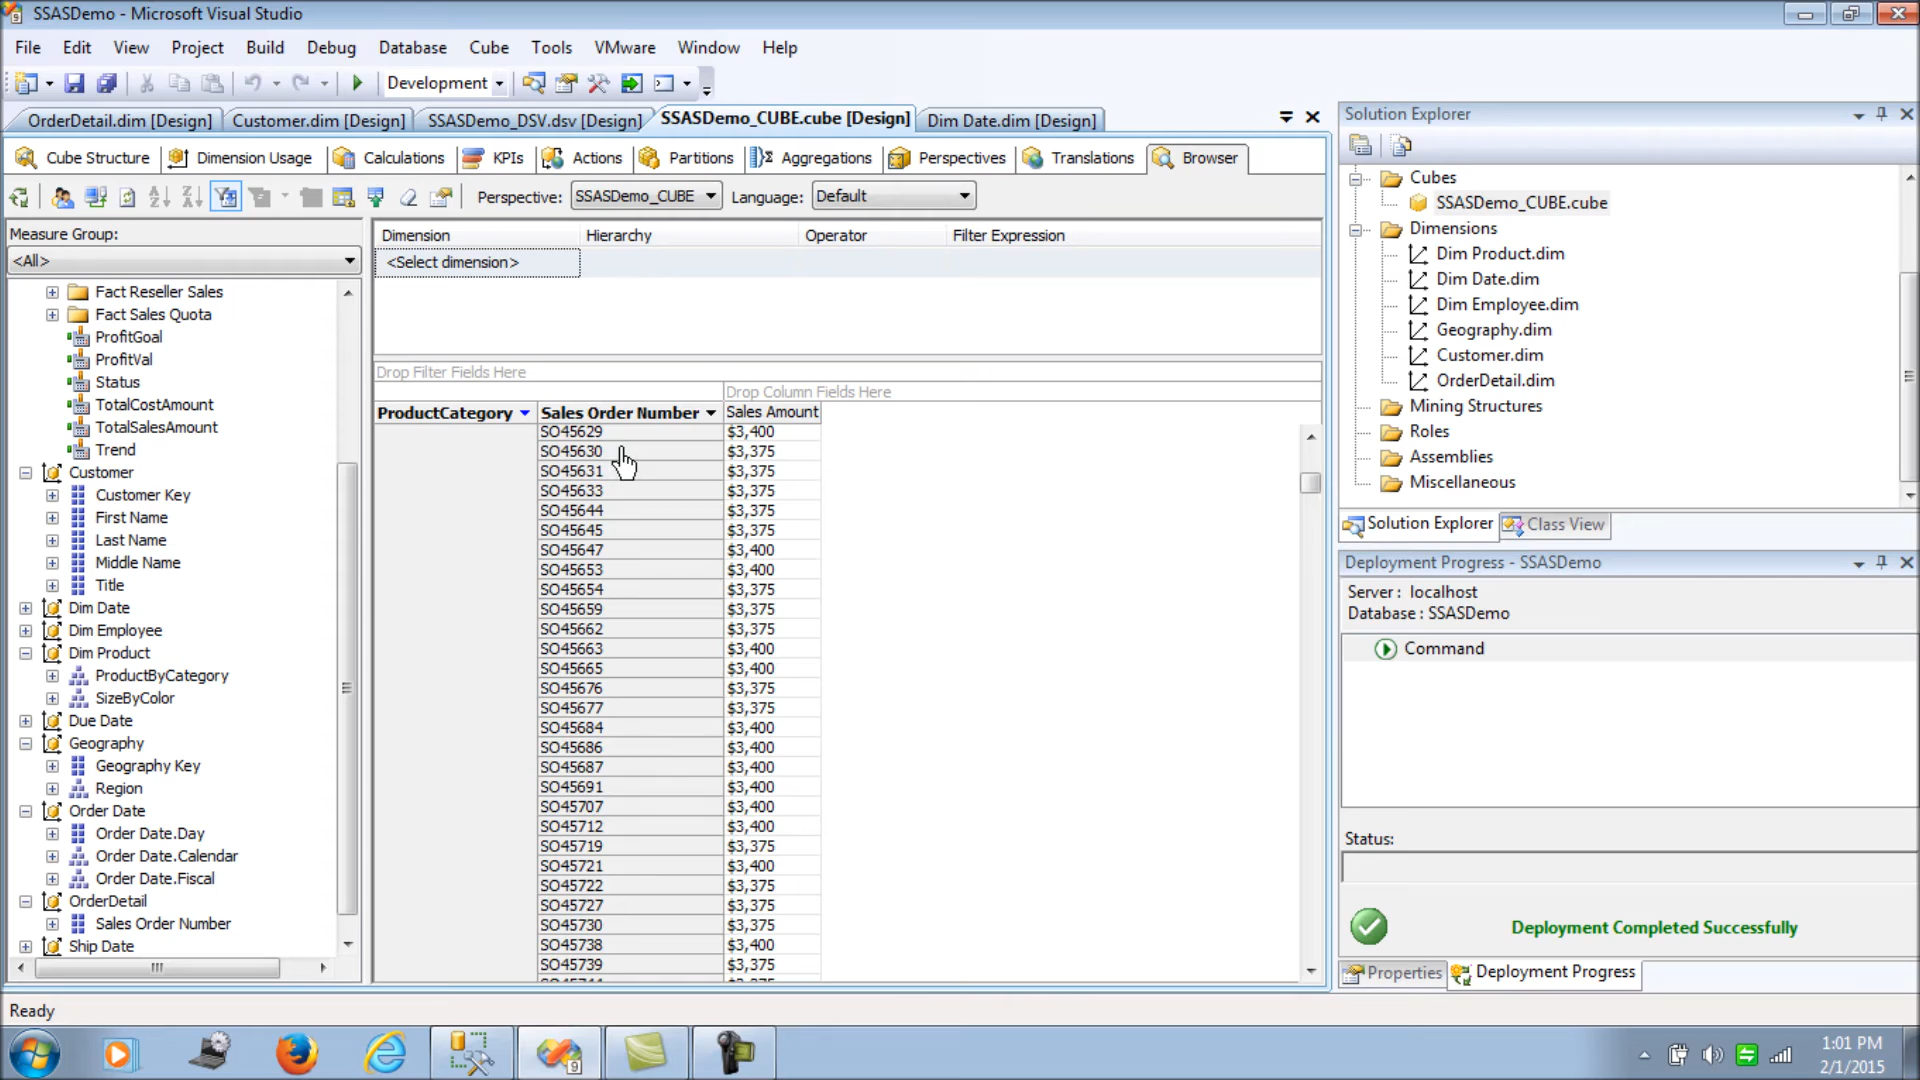 SSASDemo - Microsoft Visual Studio
File Edit View Project Build Debug Database Cube Tools VMware Window Help
Development
OrderDetail.dim [Design] Customer.dim [Design] SSASDemo_DSV.dsv [Design] SSASDemo_CUBE.cube [Design] Dim Date.dim [Design]
Cube Structure Dimension Usage Calculations KPIs Actions Partitions Aggregations Perspectives Translations Browser
Perspective: SSASDemo_CUBE Language: Default
Measure Group:
<All>
Fact Reseller Sales
Fact Sales Quota
ProfitGoal
ProfitVal
Status
TotalCostAmount
TotalSalesAmount
Trend
Customer
Customer Key
First Name
Last Name
Middle Name
Title
Dim Date
Dim Employee
Dim Product
ProductByCategory
SizeByColor
Due Date
Geography
Geography Key
Region
Order Date
Order Date.Day
Order Date.Calendar
Order Date.Fiscal
OrderDetail
Sales Order Number
Ship Date
Dimension Hierarchy Operator Filter Expression
<Select dimension>
Drop Filter Fields Here
Drop Column Fields Here
ProductCategory Sales Order Number Sales Amount
SO45629 $3,400
SO45630 $3,375
SO45631 $3,375
SO45633 $3,375
SO45644 $3,375
SO45645 $3,375
SO45647 $3,400
SO45653 $3,400
SO45654 $3,375
SO45659 $3,375
SO45662 $3,375
SO45663 $3,400
SO45665 $3,400
SO45676 $3,375
SO45677 $3,375
SO45684 $3,400
SO45686 $3,400
SO45687 $3,400
SO45691 $3,400
SO45707 $3,400
SO45712 $3,400
SO45719 $3,375
SO45721 $3,400
SO45722 $3,375
SO45727 $3,375
SO45730 $3,375
SO45738 $3,400
SO45739 $3,375
Solution Explorer
Cubes
SSASDemo_CUBE.cube
Dimensions
Dim Product.dim
Dim Date.dim
Dim Employee.dim
Geography.dim
Customer.dim
OrderDetail.dim
Mining Structures
Roles
Assemblies
Miscellaneous
Solution Explorer Class View
Deployment Progress - SSASDemo
Server : localhost
Database : SSASDemo
Command
Status:
Deployment Completed Successfully
Properties Deployment Progress
Ready
1:01 PM
2/1/2015